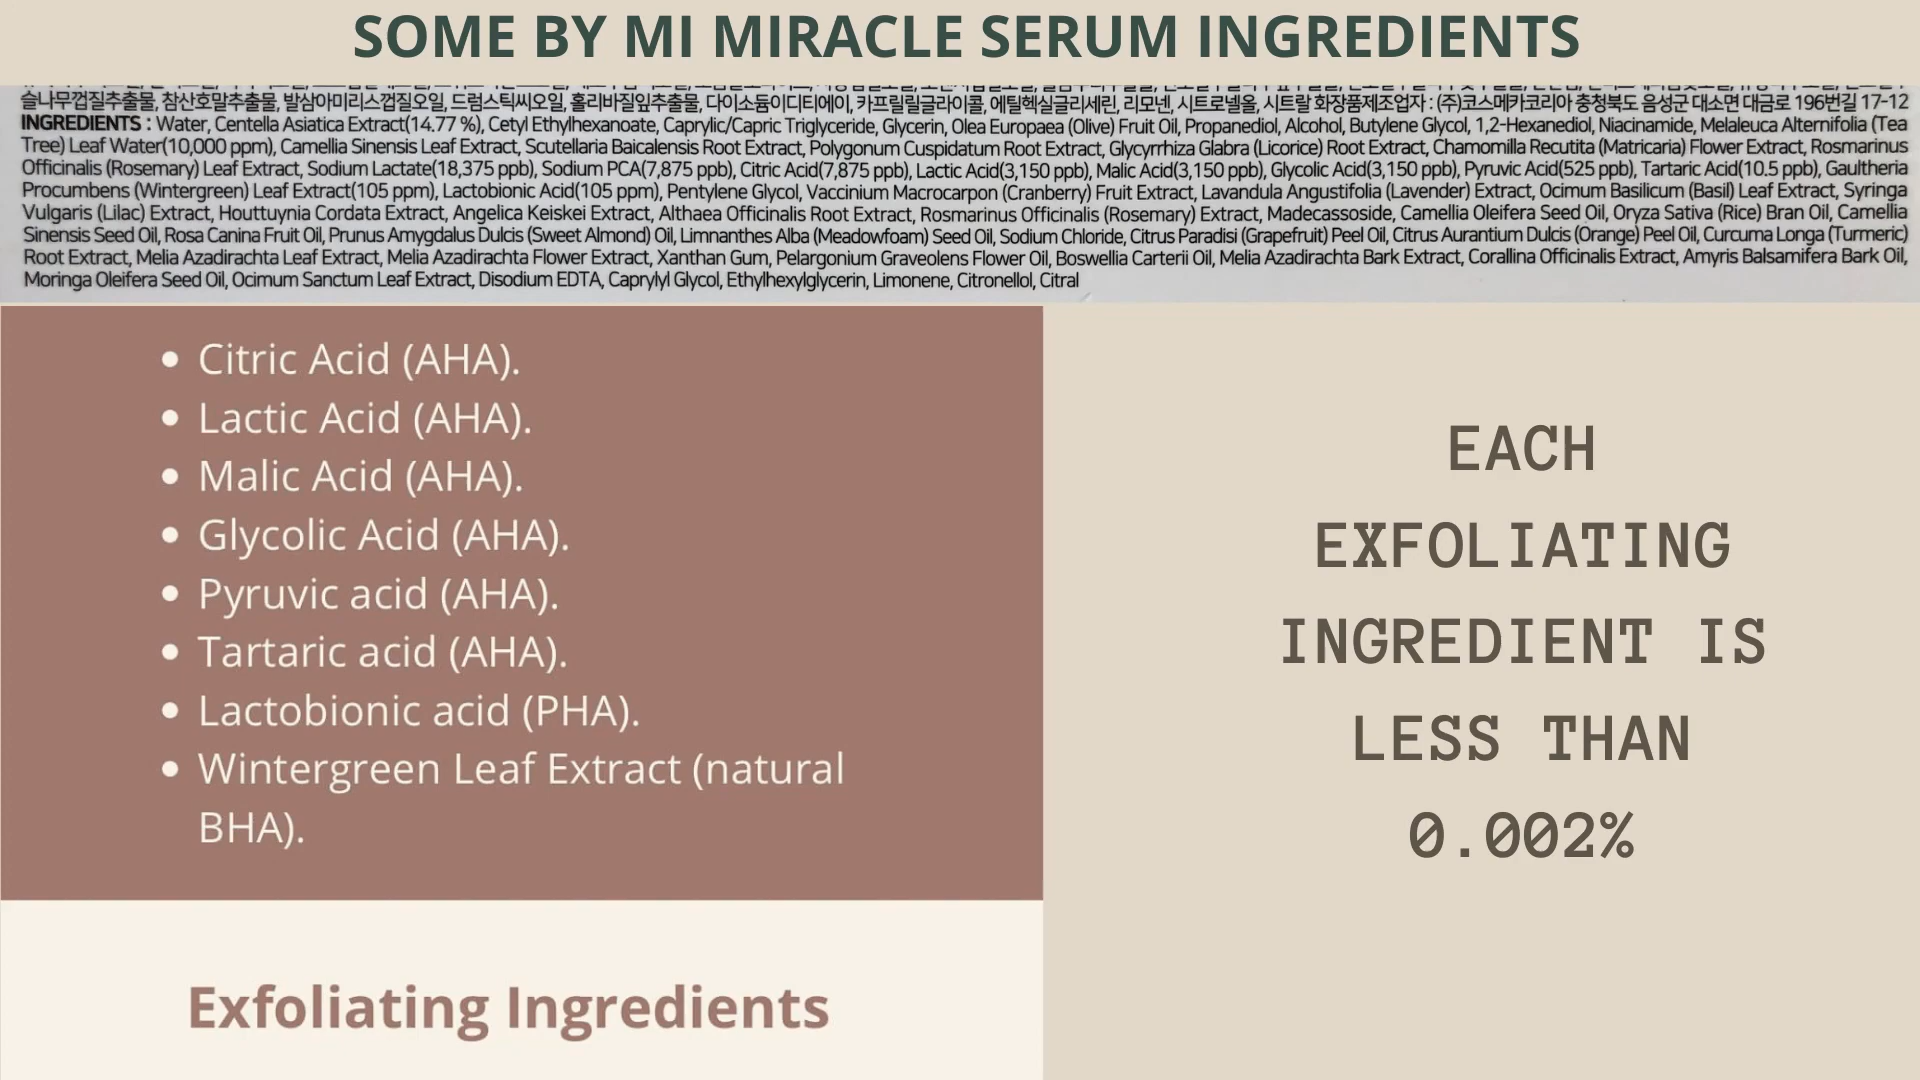 SOME BY MI MIRACLE SERUM INGREDIENTS
슬나무껍질추출물, 참산호말추출물, 발삼아미리스껍질오일, 드럼스틱씨오일, 홀리바질잎추출물, 다이소듐이디티에이, 카프릴릴글라이콜, 에틸헥실글리세린, 리모넨, 시트로넬올, 시트랄 화장품제조업자 : (주)코스메카코리아 충청북도 음성군 대소면 대금로 196번길 17-12
INGREDIENTS : Water, Centella Asiatica Extract(14.77 %), Cetyl Ethylhexanoate, Caprylic/Capric Triglyceride, Glycerin, Olea Europaea (Olive) Fruit Oil, Propanediol, Alcohol, Butylene Glycol, 1,2-Hexanediol, Niacinamide, Melaleuca Alternifolia (Tea
Tree) Leaf Water(10,000 ppm), Camellia Sinensis Leaf Extract, Scutellaria Baicalensis Root Extract, Polygonum Cuspidatum Root Extract, Glycyrrhiza Glabra (Licorice) Root Extract, Chamomilla Recutita (Matricaria) Flower Extract, Rosmarinus
Officinalis (Rosemary) Leaf Extract, Sodium Lactate(18,375 ppb), Sodium PCA(7,875 ppb), Citric Acid(7,875 ppb), Lactic Acid(3,150 ppb), Malic Acid(3,150 ppb), Glycolic Acid(3,150 ppb), Pyruvic Acid(525 ppb), Tartaric Acid(10.5 ppb), Gaultheria
Procumbens (Wintergreen) Leaf Extract(105 ppm), Lactobionic Acid(105 ppm), Pentylene Glycol, Vaccinium Macrocarpon (Cranberry) Fruit Extract, Lavandula Angustifolia (Lavender) Extract, Ocimum Basilicum (Basil) Leaf Extract, Syringa
Vulgaris (Lilac) Extract, Houttuynia Cordata Extract, Angelica Keiskei Extract, Althaea Officinalis Root Extract, Rosmarinus Officinalis (Rosemary) Extract, Madecassoside, Camellia Oleifera Seed Oil, Oryza Sativa (Rice) Bran Oil, Camellia
Sinensis Seed Oil, Rosa Canina Fruit Oil, Prunus Amygdalus Dulcis (Sweet Almond) Oil, Limnanthes Alba (Meadowfoam) Seed Oil, Sodium Chloride, Citrus Paradisi (Grapefruit) Peel Oil, Citrus Aurantium Dulcis (Orange) Peel Oil, Curcuma Longa (Turmeric)
Root Extract, Melia Azadirachta Leaf Extract, Melia Azadirachta Flower Extract, Xanthan Gum, Pelargonium Graveolens Flower Oil, Boswellia Carterii Oil, Melia Azadirachta Bark Extract, Corallina Officinalis Extract, Amyris Balsamifera Bark Oil,
Moringa Oleifera Seed Oil, Ocimum Sanctum Leaf Extract, Disodium EDTA, Caprylyl Glycol, Ethylhexylglycerin, Limonene, Citronellol, Citral
• Citric Acid (AHA).
• Lactic Acid (AHA).
• Malic Acid (AHA).
• Glycolic Acid (AHA).
• Pyruvic acid (AHA).
• Tartaric acid (AHA).
• Lactobionic acid (PHA).
• Wintergreen Leaf Extract (natural
BHA).
Exfoliating Ingredients
EACH
EXFOLIATING
INGREDIENT IS
LESS THAN
0.002%